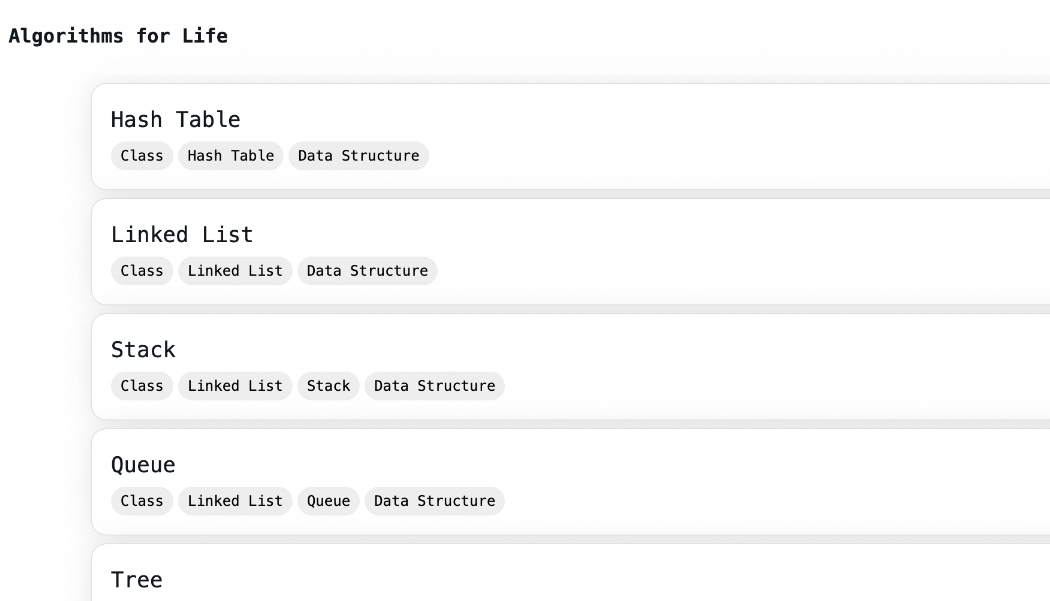 Algorithms for Life
Hash Table
Class Hash Table Data Structure
Linked List
Class Linked List Data Structure
Stack
Class Linked List Stack Data Structure
Queue
Class Linked List Queue Data Structure
Tree